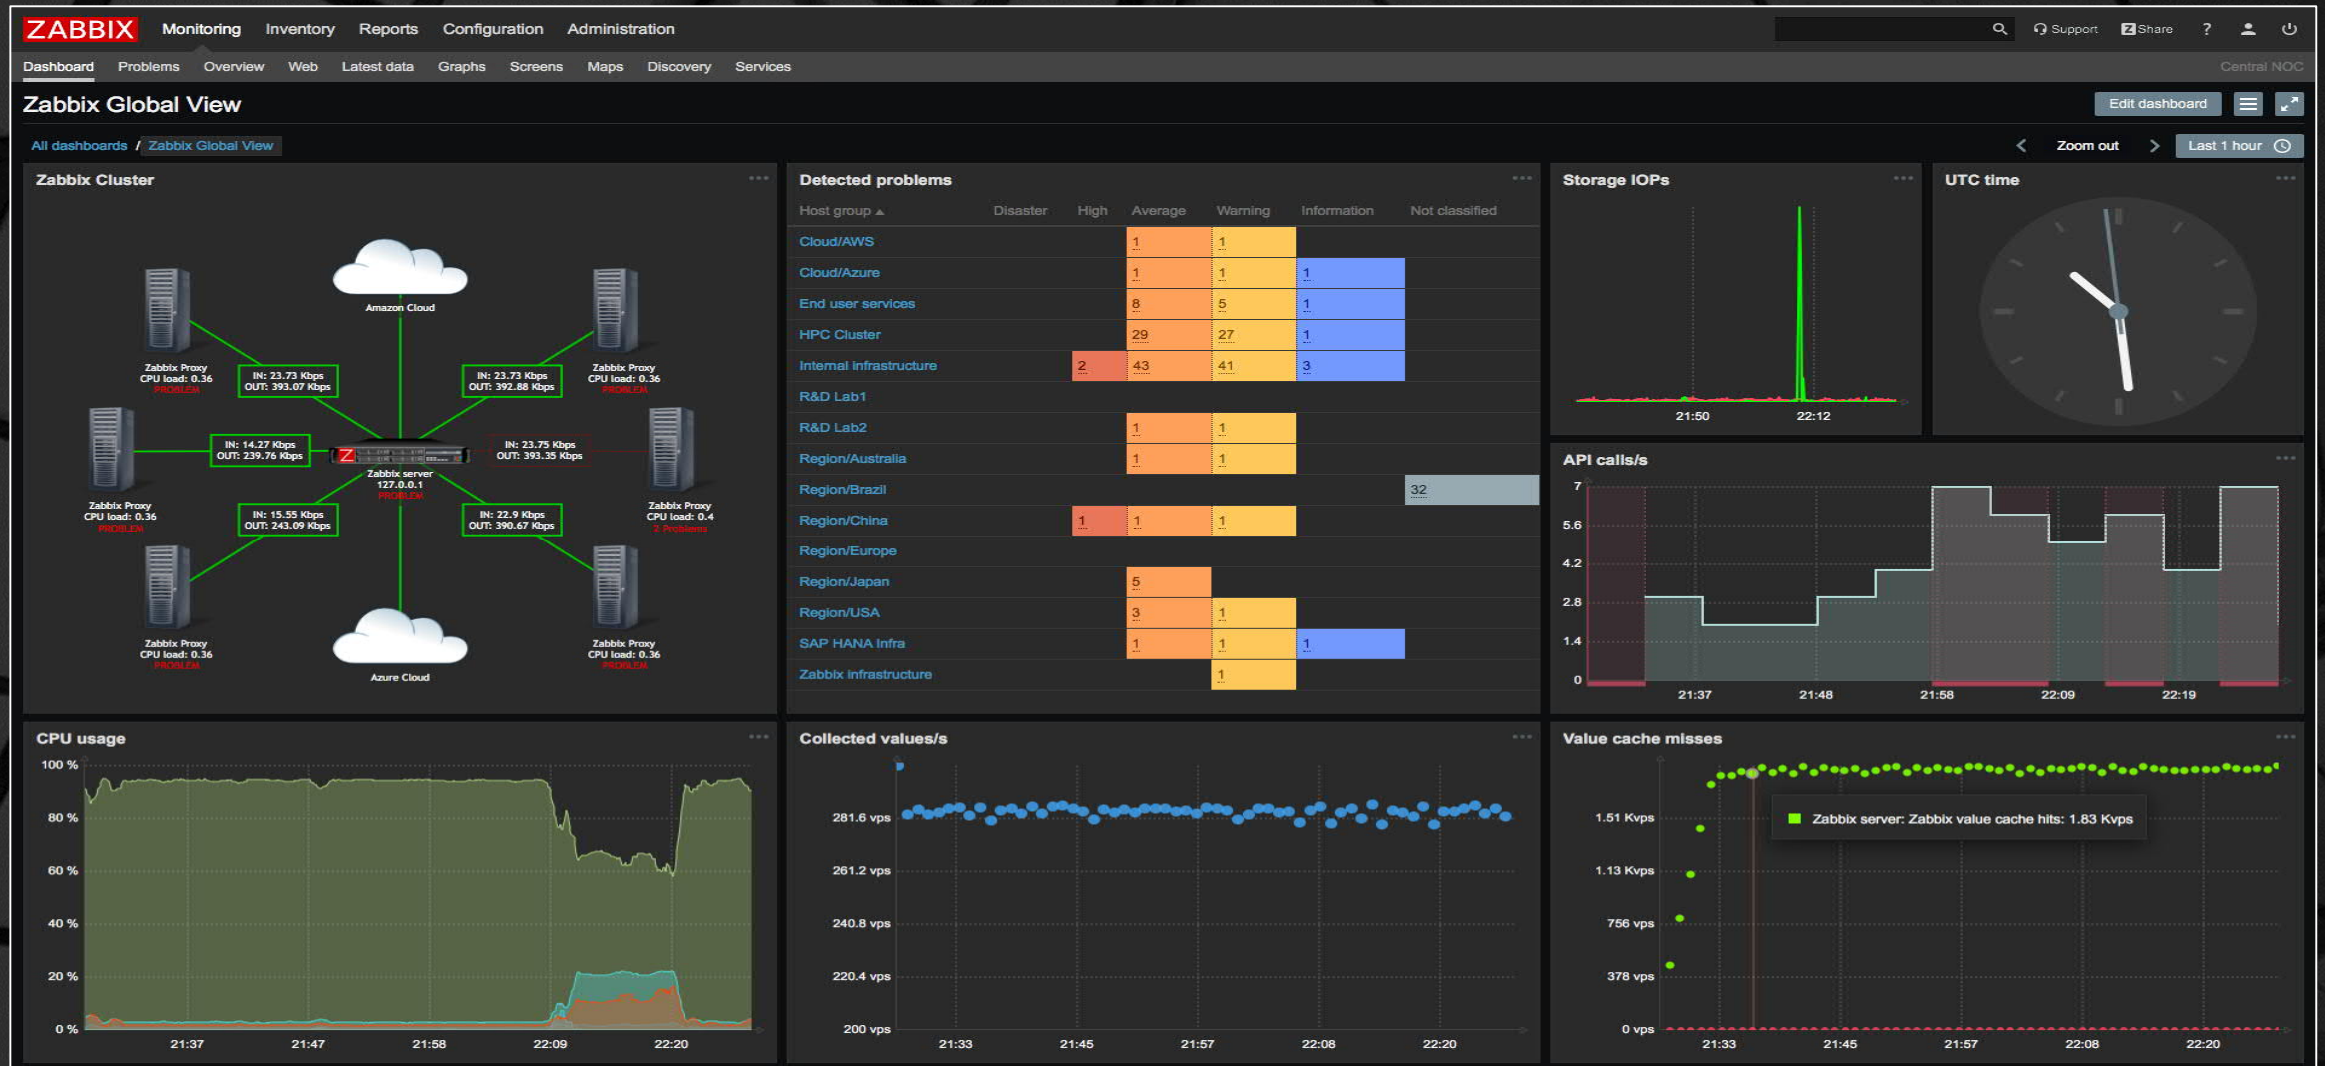 ZABBIX Monitoring Inventory Reports Configuration Administration Support Z Share ?
Dashboard Problems Overview Web Latest data Graphs Screens Maps Discovery Services Central NOC
Zabbix Global View Edit dashboard
All dashboards / Zabbix Global View Zoom out Last 1 hour
Zabbix Cluster
Amazon Cloud
Zabbix Proxy
CPU load: 0.36
PROBLEM
IN: 23.73 Kbps
OUT: 393.07 Kbps
IN: 23.73 Kbps
OUT: 392.88 Kbps
Zabbix Proxy
CPU load: 0.36
PROBLEM
IN: 14.27 Kbps
OUT: 239.76 Kbps
Z
Zabbix server
127.0.0.1
PROBLEM
IN: 23.75 Kbps
OUT: 393.35 Kbps
Zabbix Proxy
CPU load: 0.36
PROBLEM
IN: 15.55 Kbps
OUT: 243.09 Kbps
IN: 22.9 Kbps
OUT: 390.67 Kbps
Zabbix Proxy
CPU load: 0.4
2 Problems
Zabbix Proxy
CPU load: 0.36
PROBLEM
Azure Cloud
Zabbix Proxy
CPU load: 0.36
PROBLEM
Detected problems
Host group Disaster High Average Warning Information Not classified
Cloud/AWS 1 1
Cloud/Azure 1 1 1
End user services 8 5 1
HPC Cluster 29 27 1
Internal infrastructure 2 43 41 3
R&D Lab1
R&D Lab2 1 1
Region/Australia 1 1
Region/Brazil 32
Region/China 1 1 1
Region/Europe
Region/Japan 5
Region/USA 3 1
SAP HANA Infra 1 1 1
Zabbix infrastructure 1
Storage IOPs
21:50 22:12
UTC time
API calls/s
7
5.6
4.2
2.8
1.4
0
21:37 21:48 21:58 22:09 22:19
CPU usage
100 %
80 %
60 %
40 %
20 %
0 %
21:37 21:47 21:58 22:09 22:20
Collected values/s
281.6 vps
261.2 vps
240.8 vps
220.4 vps
200 vps
21:33 21:45 21:57 22:08 22:20
Value cache misses
Zabbix server: Zabbix value cache hits: 1.83 Kvps
1.51 Kvps
1.13 Kvps
756 vps
378 vps
0 vps
21:33 21:45 21:57 22:08 22:20